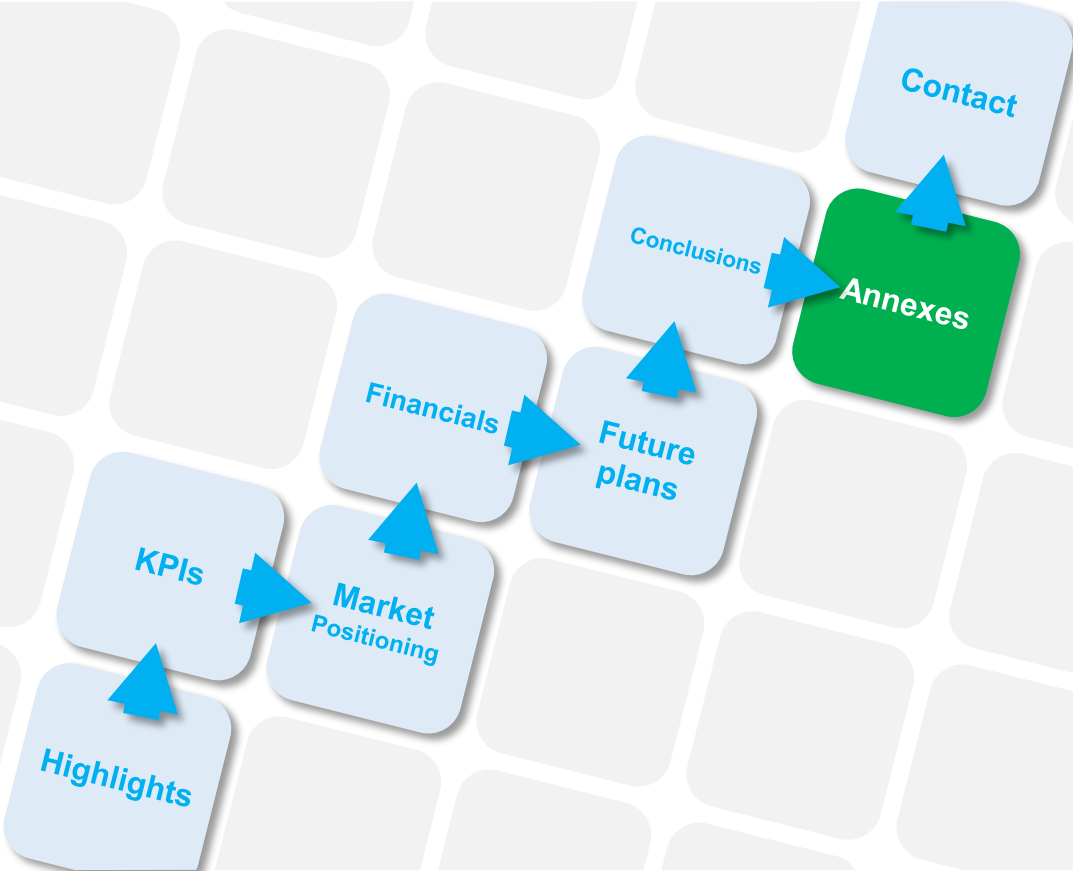 Contact
Conclusions
Annexes
Financials
Future
plans
KPIs
Market
Positioning
Highlights